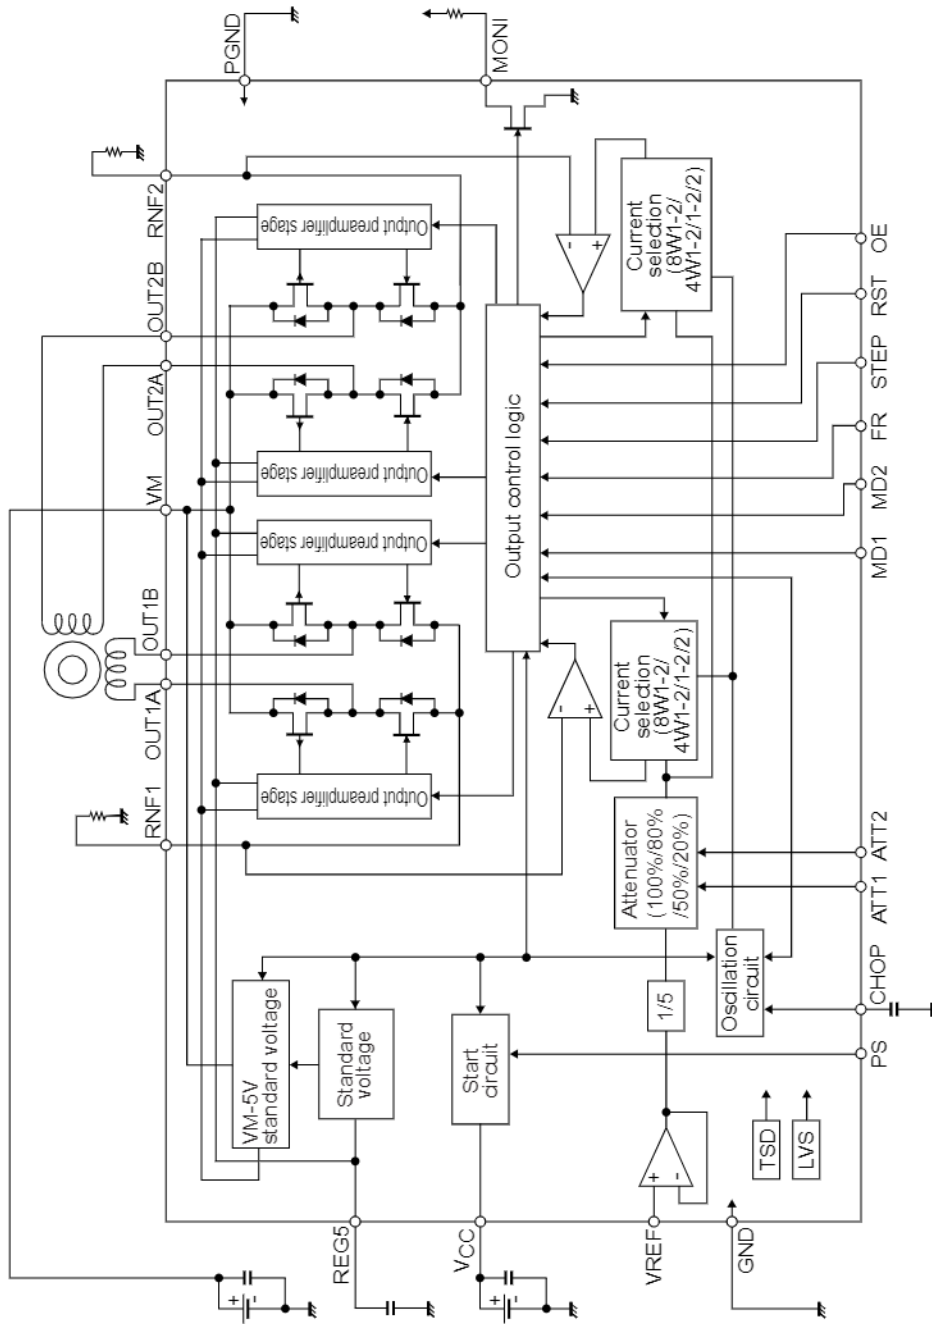 RNF1
OUT1A
OUT1B
VM
OUT2A
OUT2B
RNF2
PGND
MONI
VM-5V
standard voltage
Standard
voltage
Output preamplifier
stage
Output preamplifier
stage
Output preamplifier
stage
Output preamplifier
stage
+
-
REG5
VCC
+
-
Start
circuit
Output control logic
-
+
-
+
VREF
+
-
1/5
Attenuator
(100%/80%
/50%/20%)
Current
selection
(8W1-2/
4W1-2/1-2/2)
Current
selection
(8W1-2/
4W1-2/1-2/2)
GND
TSD
LVS
Oscillation
circuit
PS
CHOP
ATT1
ATT2
MD1
MD2
FR
STEP
RST
OE